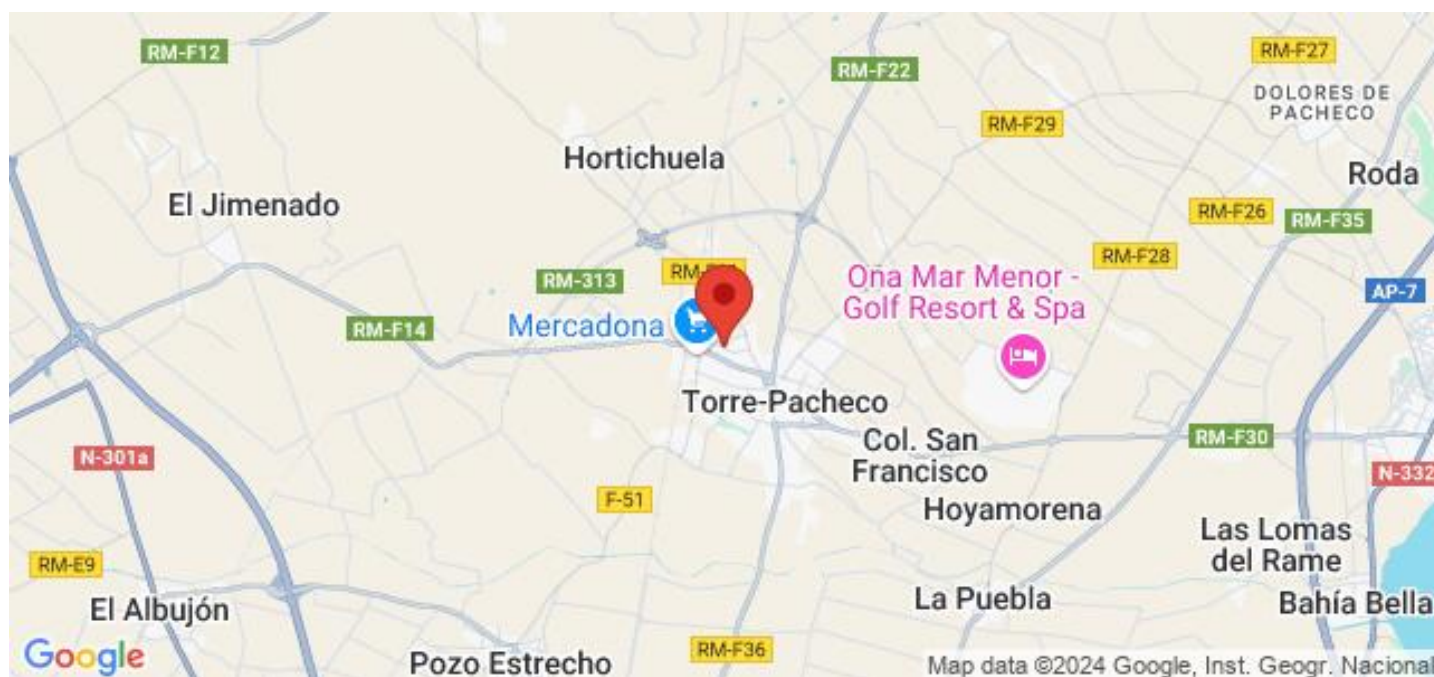 RM-F12
RM-F27
RM-F22
DOLORES DE
PACHECO
RM-F29
Hortichuela
Roda
El Jimenado
RM-F26
RM-F35
RM-F28
RM-313
Ona Mar Menor -
Golf Resort & Spa
AP-7
RM-F14
Mercadona
Torre-Pacheco
Col. San
Francisco
RM-F30
N-301a
N-332
F-51
Hoyamorena
Las Lomas
del Rame
RM-E9
El Albujón
La Puebla
Bahía Bella
Google
Pozo Estrecho
RM-F36
Map data ©2024 Google, Inst. Geogr. Nacional